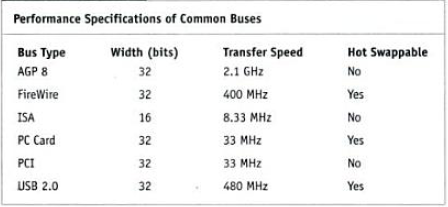 Performance Specifications of Common Buses
Bus Type Width (bits) Transfer Speed Hot Swappable
AGP 8 32 2.1 GHz No
FireWire 32 400 MHz Yes
ISA 16 8.33 MHz No
PC Card 32 33 MHz Yes
PCI 32 33 MHz No
USB 2.0 32 480 MHz Yes